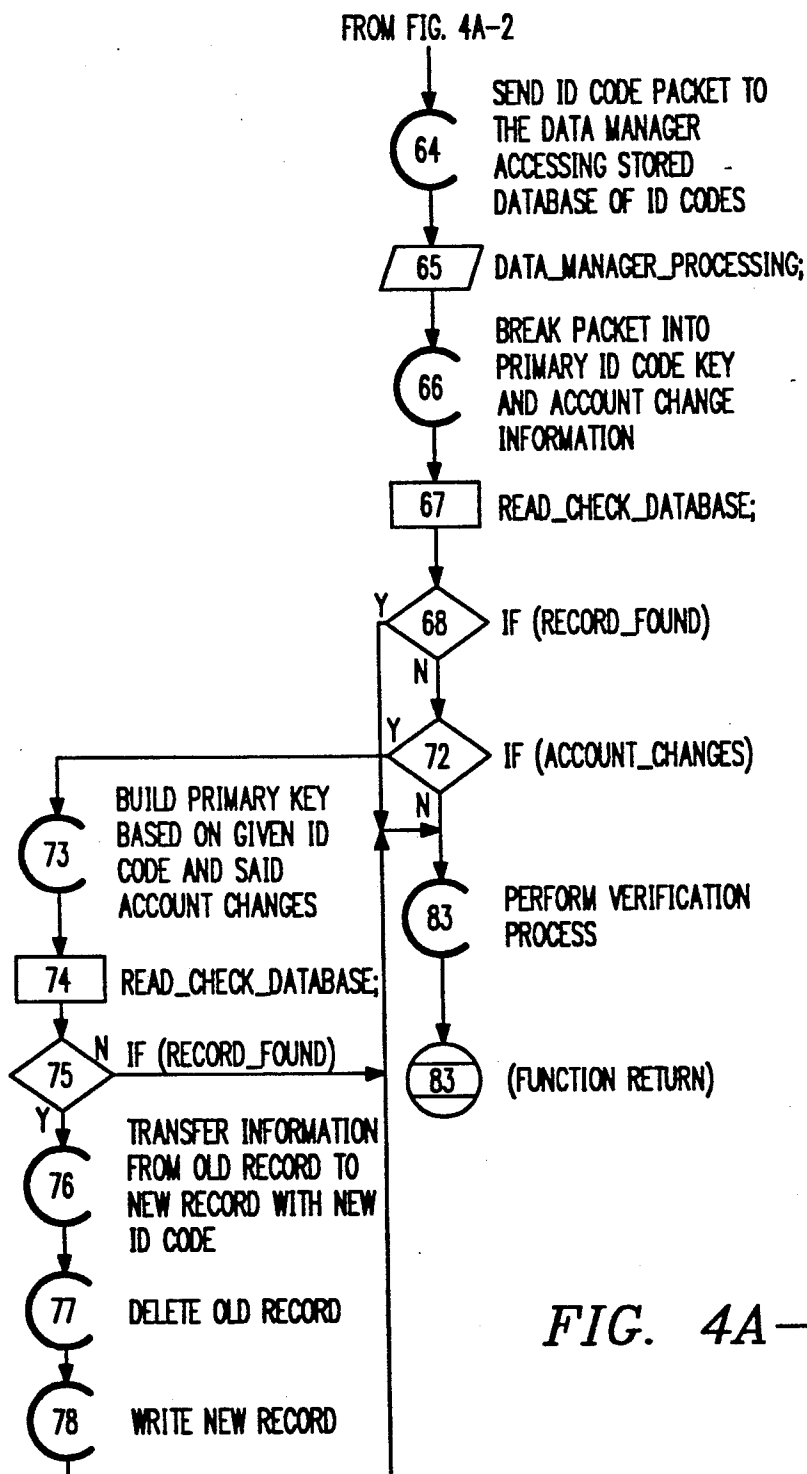 FROM FIG. 4A-2
64
SEND ID CODE PACKET TO
THE DATA MANAGER
ACCESSING STORED
DATABASE OF ID CODES
65
DATA_MANAGER_PROCESSING;
66
BREAK PACKET INTO
PRIMARY ID CODE KEY
AND ACCOUNT CHANGE
INFORMATION
67
READ_CHECK_DATABASE;
Y
68
IF (RECORD_FOUND)
N
Y
72
IF (ACCOUNT_CHANGES)
N
73
BUILD PRIMARY KEY
BASED ON GIVEN ID
CODE AND SAID
ACCOUNT CHANGES
83
PERFORM VERIFICATION
PROCESS
74
READ_CHECK_DATABASE;
75
N
IF (RECORD_FOUND)
Y
83
(FUNCTION RETURN)
76
TRANSFER INFORMATION
FROM OLD RECORD TO
NEW RECORD WITH NEW
ID CODE
77
DELETE OLD RECORD
78
WRITE NEW RECORD
FIG. 4A-